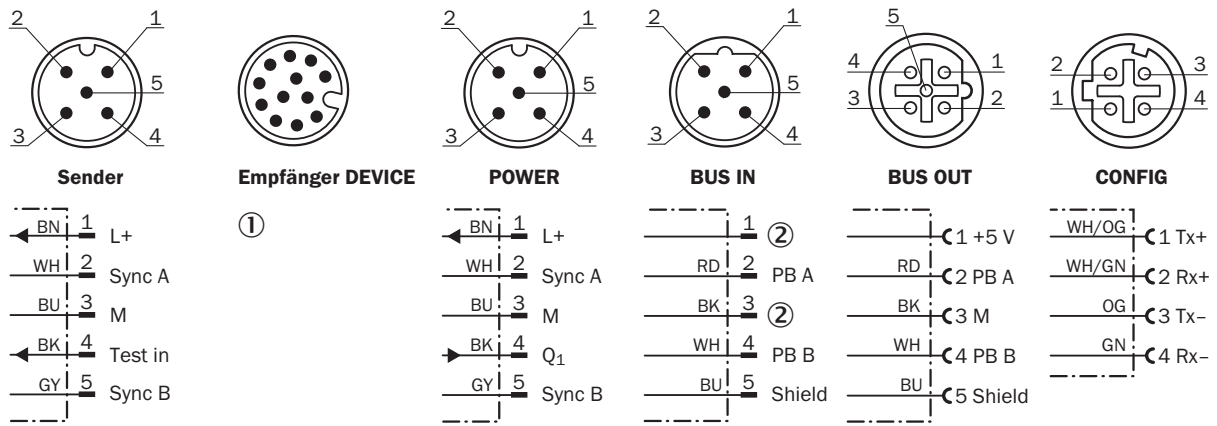 2 1
5
3 4
Sender
BN 1 L+
WH 2 Sync A
BU 3 M
BK 4 Test in
GY 5 Sync B
Empfänger DEVICE
①
2 1
5
3 4
POWER
BN 1 L+
WH 2 Sync A
BU 3 M
BK 4 Q1
GY 5 Sync B
2 1
5
3 4
BUS IN
1 ②
RD 2 PB A
BK 3 ②
WH 4 PB B
BU 5 Shield
5
4 1
3 2
BUS OUT
1 +5 V
RD 2 PB A
BK 3 M
WH 4 PB B
BU 5 Shield
2 3
1 4
CONFIG
WH/OG 1 Tx+
WH/GN 2 Rx+
OG 3 Tx–
GN 4 Rx–